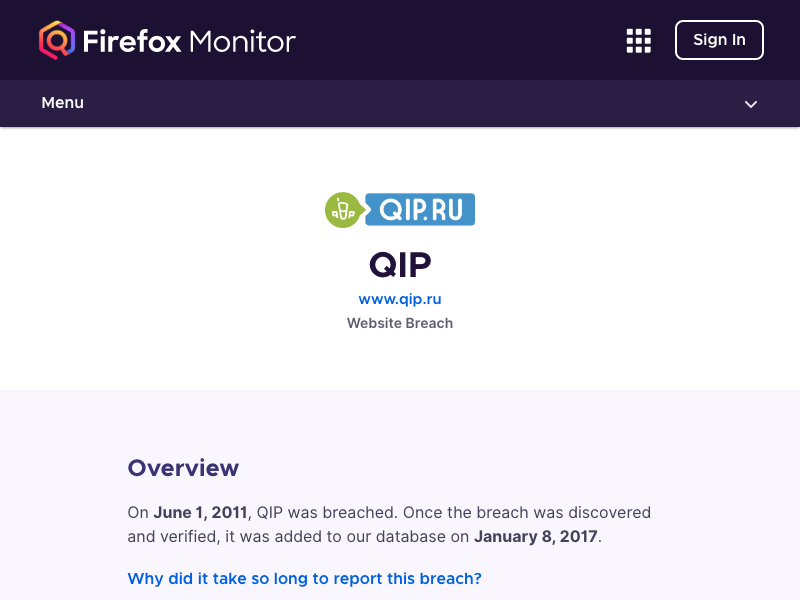 Firefox Monitor
Sign In
Menu
QIP.RU
QIP
www.qip.ru
Website Breach
Overview
On June 1, 2011, QIP was breached. Once the breach was discovered
and verified, it was added to our database on January 8, 2017.
Why did it take so long to report this breach?